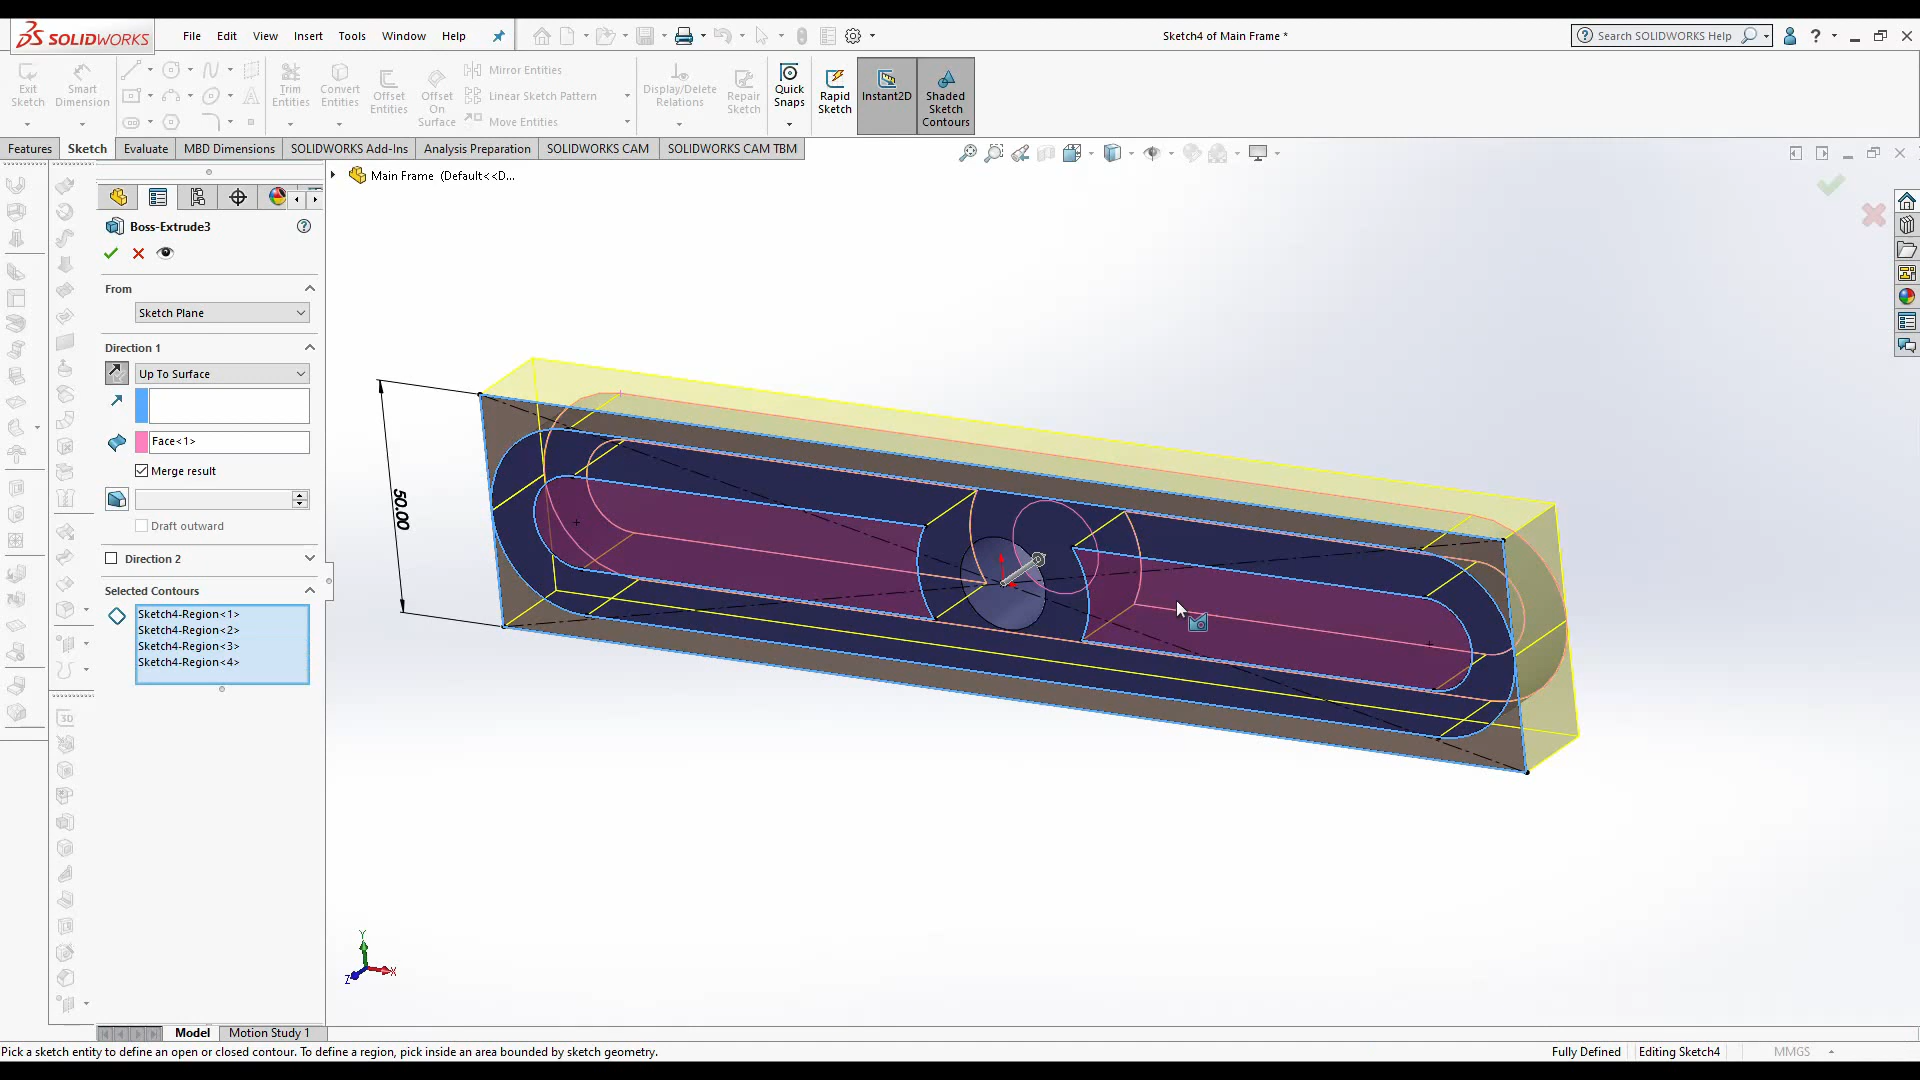 SOLIDWORKS
File Edit View Insert Tools Window Help
Sketch4 of Main Frame *
Search SOLIDWORKS Help
Exit Sketch
Smart Dimension
Trim Entities
Convert Entities
Offset Entities
Offset On Surface
Mirror Entities
Linear Sketch Pattern
Move Entities
Display/Delete Relations
Repair Sketch
Quick Snaps
Rapid Sketch
Instant2D
Shaded Sketch Contours
Features Sketch Evaluate MBD Dimensions SOLIDWORKS Add-Ins Analysis Preparation SOLIDWORKS CAM SOLIDWORKS CAM TBM
Main Frame (Default<<D...
Boss-Extrude3
From
Sketch Plane
Direction 1
Up To Surface
Face<1>
Merge result
Draft outward
Direction 2
Selected Contours
Sketch4-Region<1>
Sketch4-Region<2>
Sketch4-Region<3>
Sketch4-Region<4>
50.00
3D
Y
Z
X
Model Motion Study 1
Pick a sketch entity to define an open or closed contour. To define a region, pick inside an area bounded by sketch geometry.
Fully Defined Editing Sketch4 MMGS